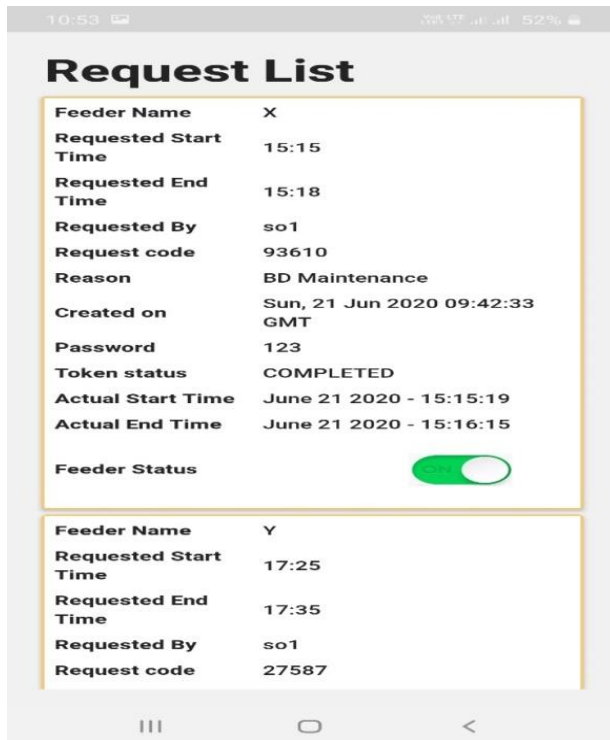 10:53
LTE 52%
Request List
Feeder Name X
Requested Start
Time 15:15
Requested End
Time 15:18
Requested By so1
Request code 93610
Reason BD Maintenance
Created on Sun, 21 Jun 2020 09:42:33
GMT
Password 123
Token status COMPLETED
Actual Start Time June 21 2020 - 15:15:19
Actual End Time June 21 2020 - 15:16:15
Feeder Status ON
Feeder Name Y
Requested Start
Time 17:25
Requested End
Time 17:35
Requested By so1
Request code 27587